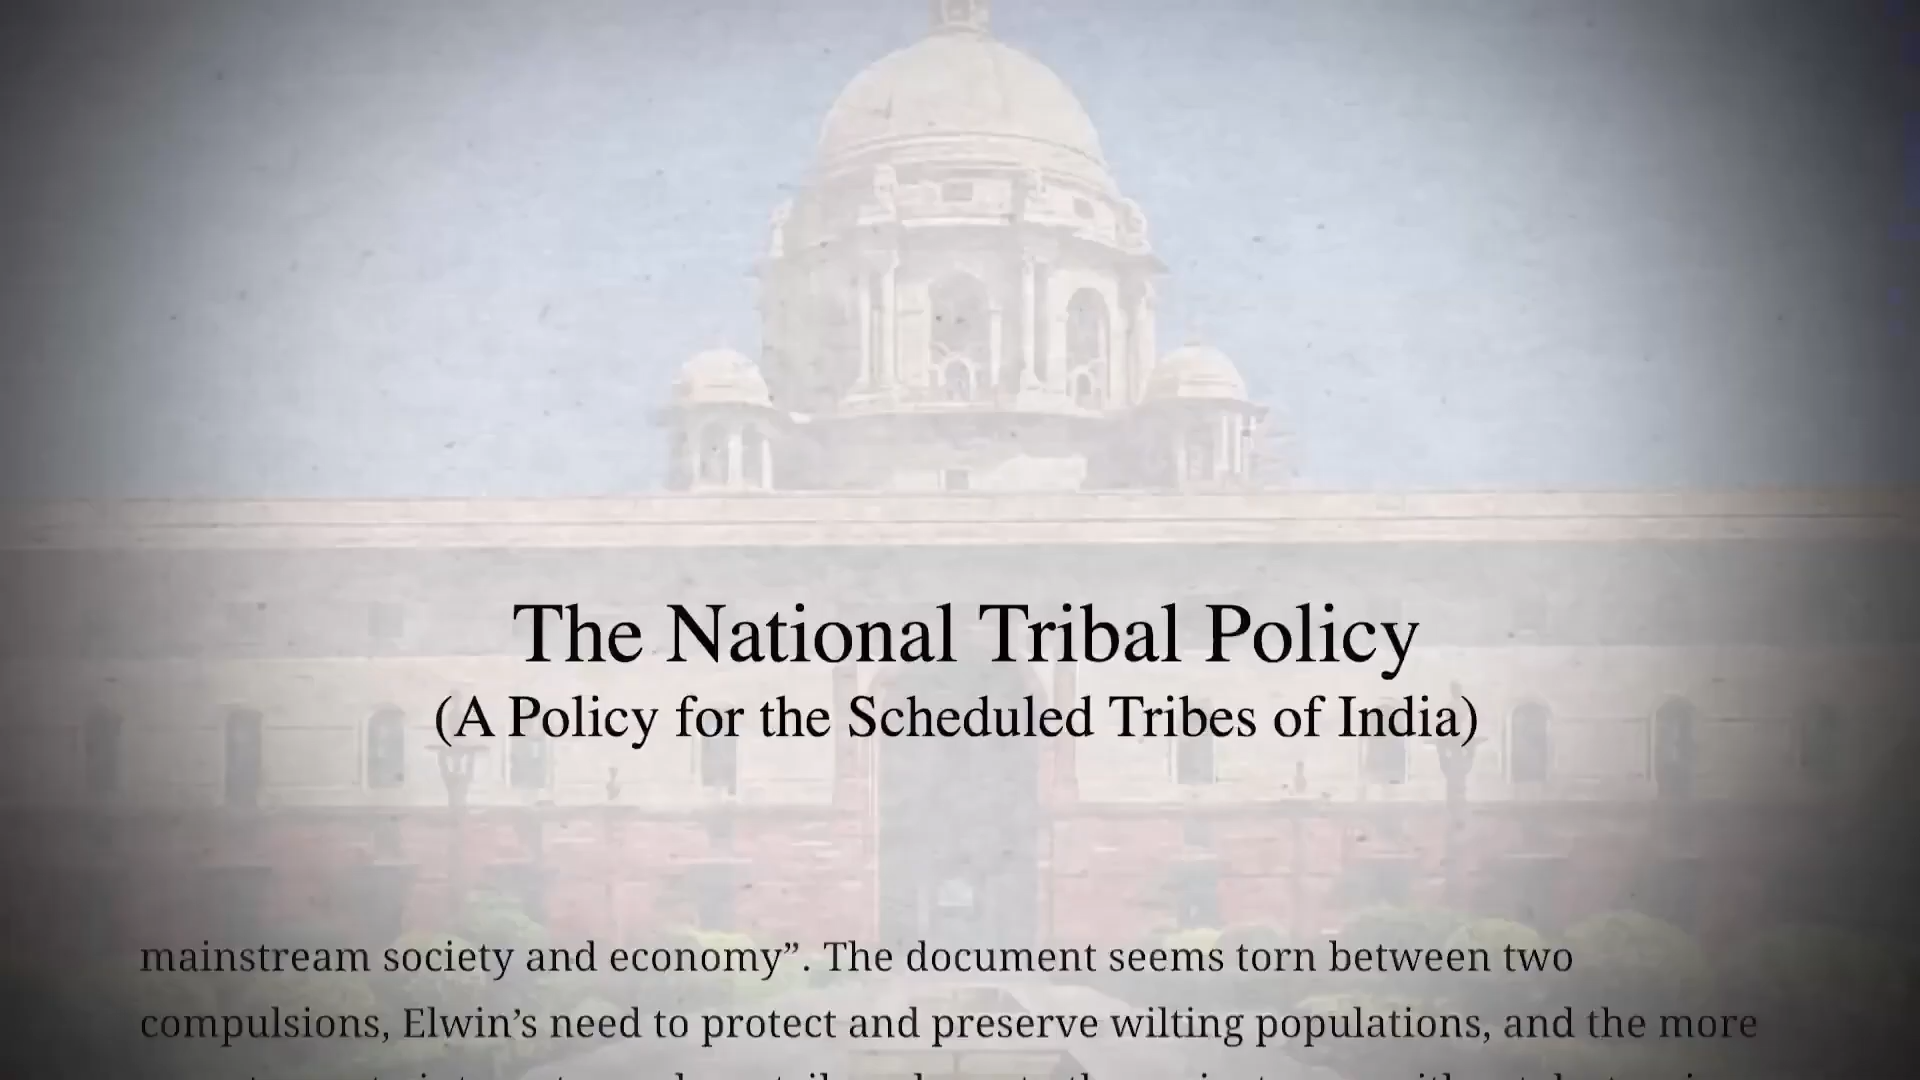 The National Tribal Policy
(A Policy for the Scheduled Tribes of India)
mainstream society and economy”. The document seems torn between two
compulsions, Elwin’s need to protect and preserve wilting populations, and the more